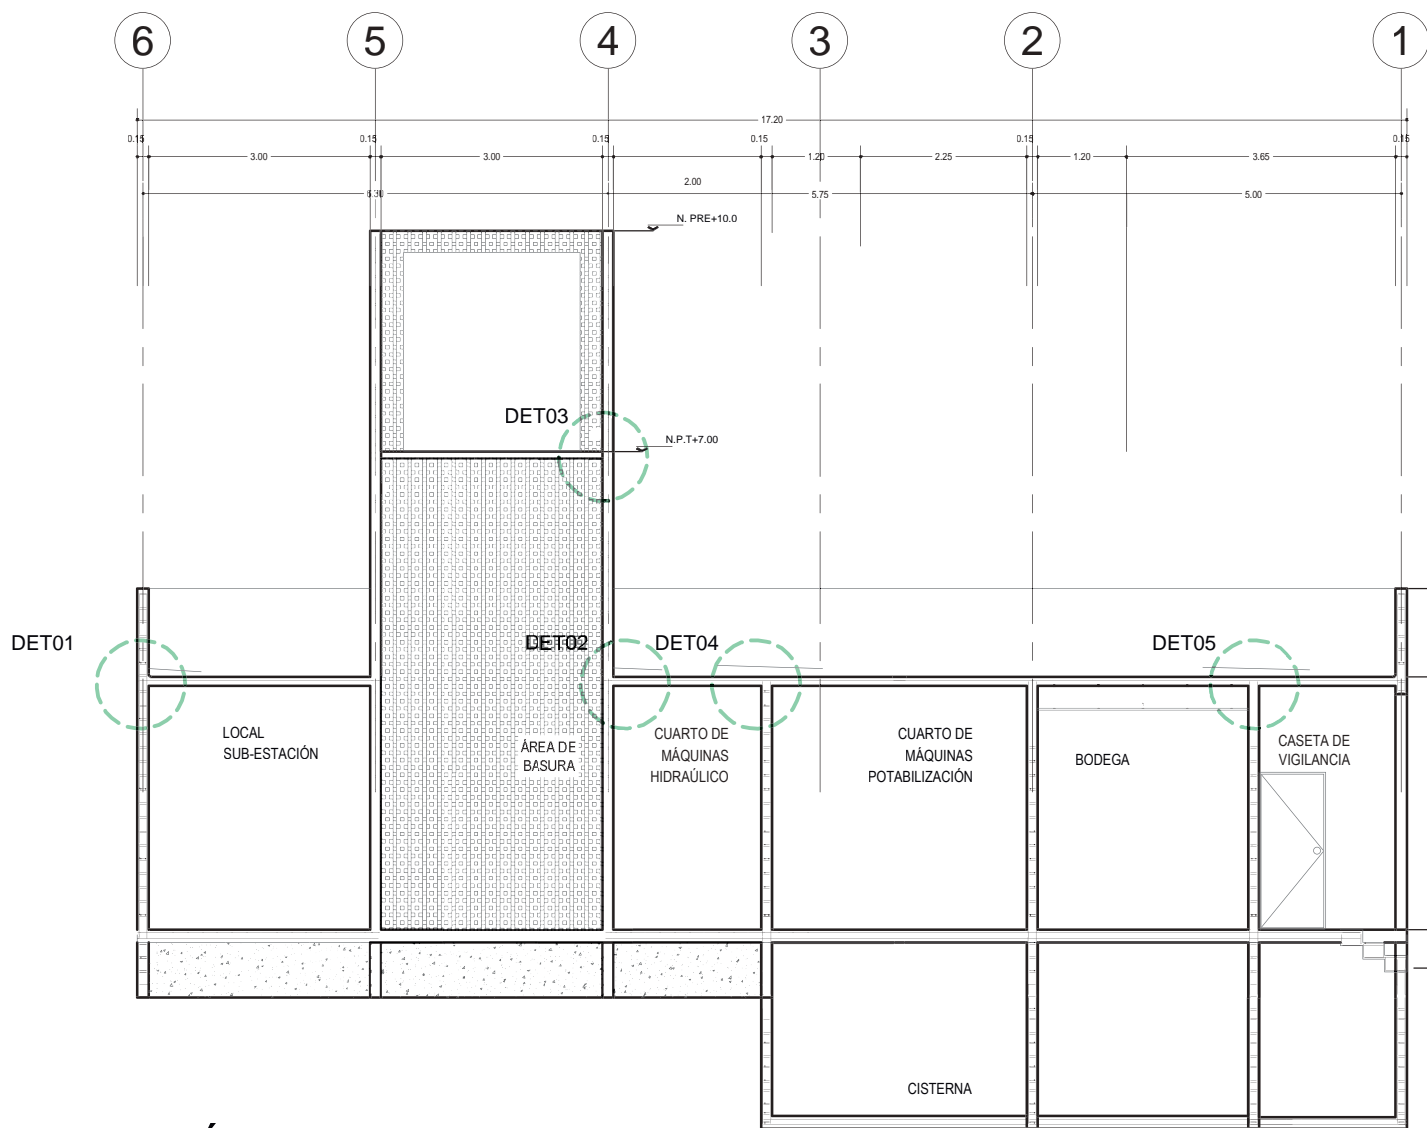 6 5 4 3 2 1
17.20
0.15 0.15 0.15 0.15 0.15 0.15
3.00 3.00 1.20 2.25 1.20 3.65
2.00
6.30 5.75 5.00
N. PRE+10.0
DET03
N.P.T+7.00
DET01 DET02 DET04 DET05
LOCAL
SUB-ESTACIÓN
ÁREA DE
BASURA
CUARTO DE
MÁQUINAS
HIDRAÚLICO
CUARTO DE
MÁQUINAS
POTABILIZACIÓN
BODEGA
CASETA DE
VIGILANCIA
CISTERNA